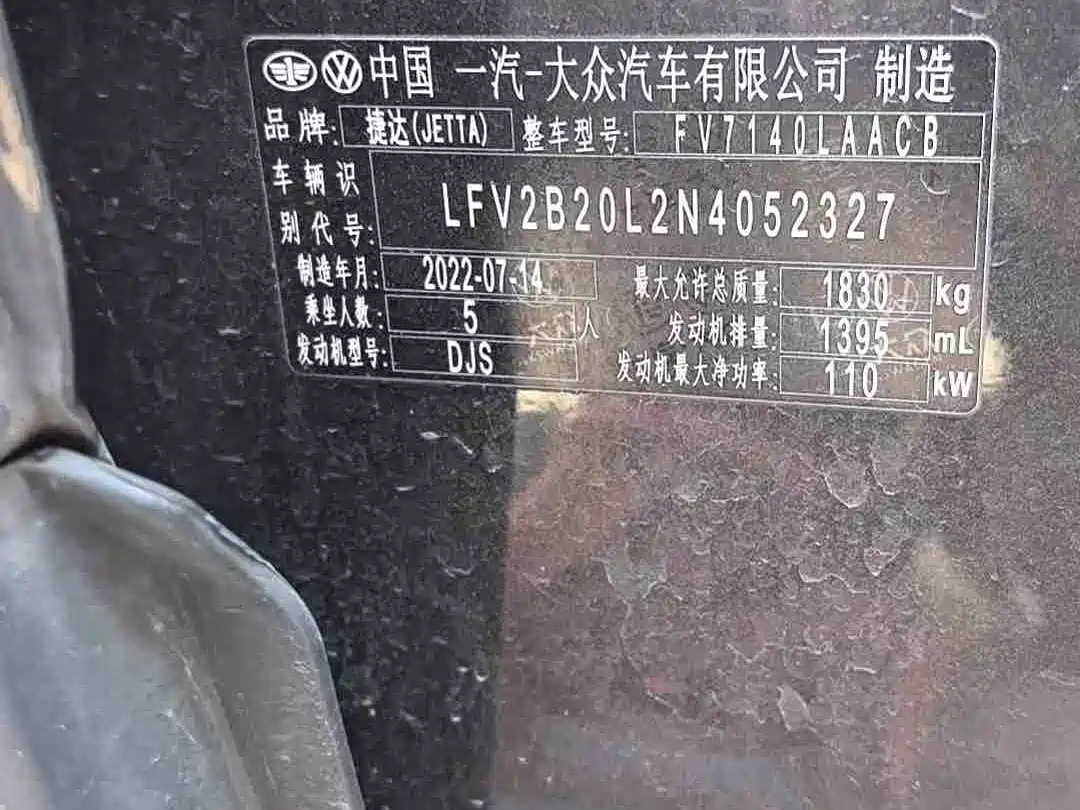 中国 一汽-大众汽车有限公司 制造
品牌: 捷达(JETTA) 整车型号: FV7140LAACB
车辆识别代号: LFV2B20L2N4052327
制造年月: 2022-07-14 最大允许总质量: 1830 kg
乘坐人数: 5 人 发动机排量: 1395 mL
发动机型号: DJS 发动机最大净功率: 110 kW